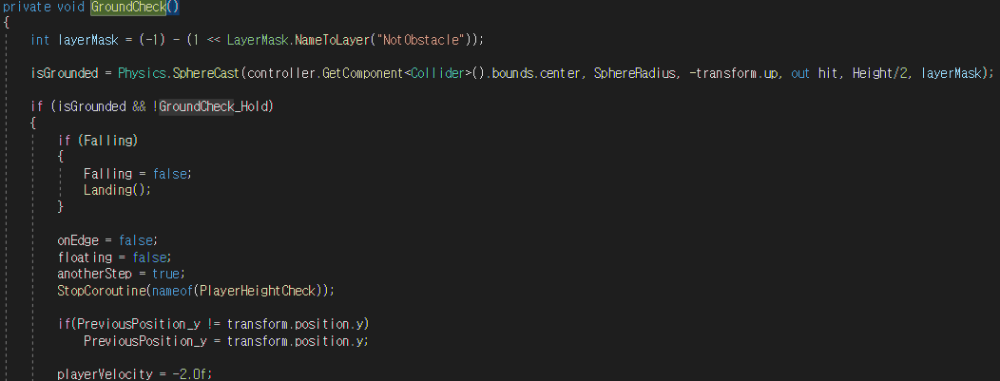 private void GroundCheck()
{
int layerMask = (-1) - (1 << LayerMask.NameToLayer("NotObstacle"));
isGrounded = Physics.SphereCast(controller.GetComponent<Collider>().bounds.center, SphereRadius, -transform.up, out hit, Height/2, layerMask);
if (isGrounded && !GroundCheck_Hold)
{
if (Falling)
{
Falling = false;
Landing();
}
onEdge = false;
floating = false;
anotherStep = true;
StopCoroutine(nameof(PlayerHeightCheck));
if(PreviousPosition_y != transform.position.y)
PreviousPosition_y = transform.position.y;
playerVelocity = -2.0f;